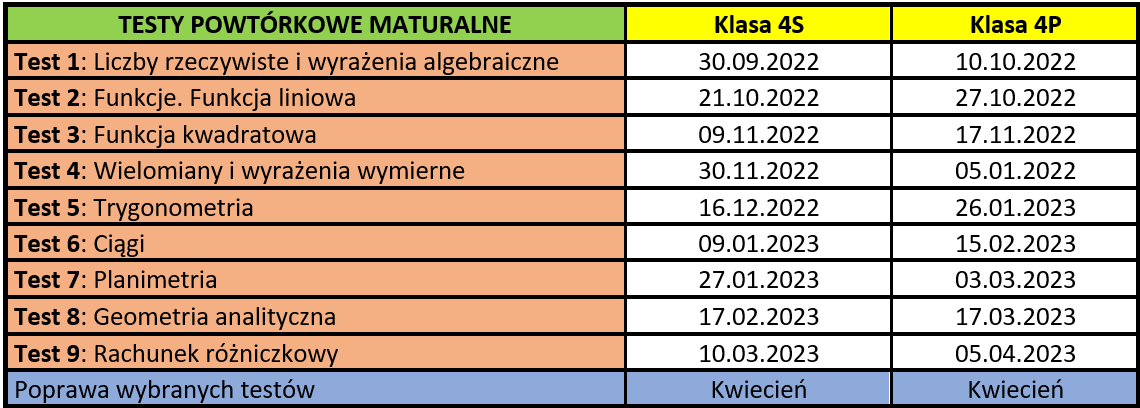 TESTY POWTÓRKOWE MATURALNE Klasa 4S Klasa 4P
Test 1: Liczby rzeczywiste i wyrażenia algebraiczne 30.09.2022 10.10.2022
Test 2: Funkcje. Funkcja liniowa 21.10.2022 27.10.2022
Test 3: Funkcja kwadratowa 09.11.2022 17.11.2022
Test 4: Wielomiany i wyrażenia wymierne 30.11.2022 05.01.2022
Test 5: Trygonometria 16.12.2022 26.01.2023
Test 6: Ciągi 09.01.2023 15.02.2023
Test 7: Planimetria 27.01.2023 03.03.2023
Test 8: Geometria analityczna 17.02.2023 17.03.2023
Test 9: Rachunek różniczkowy 10.03.2023 05.04.2023
Poprawa wybranych testów Kwiecień Kwiecień